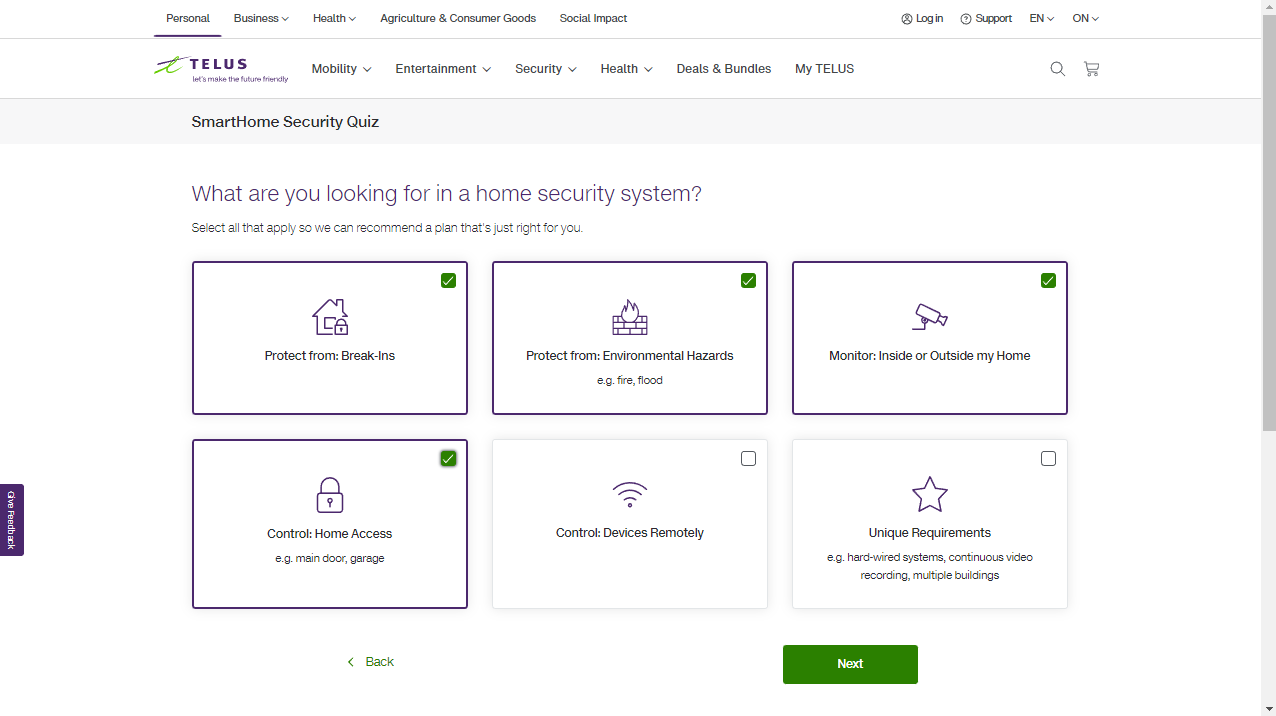 Personal Business Health Agriculture & Consumer Goods Social Impact Log in Support EN ON
TELUS
let's make the future friendly
Mobility Entertainment Security Health Deals & Bundles My TELUS
SmartHome Security Quiz
What are you looking for in a home security system?
Select all that apply so we can recommend a plan that's just right for you.
Protect from: Break-Ins
Protect from: Environmental Hazards
e.g. fire, flood
Monitor: Inside or Outside my Home
Control: Home Access
e.g. main door, garage
Control: Devices Remotely
Unique Requirements
e.g. hard-wired systems, continuous video
recording, multiple buildings
Give Feedback
Back
Next